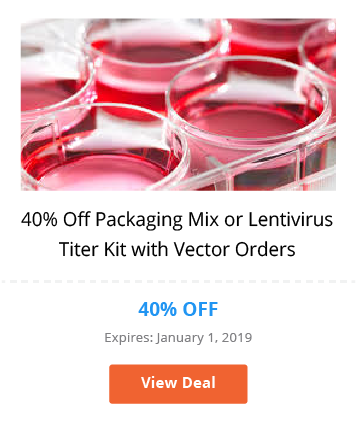 40% Off Packaging Mix or Lentivirus
Titer Kit with Vector Orders
40% OFF
Expires: January 1, 2019
View Deal